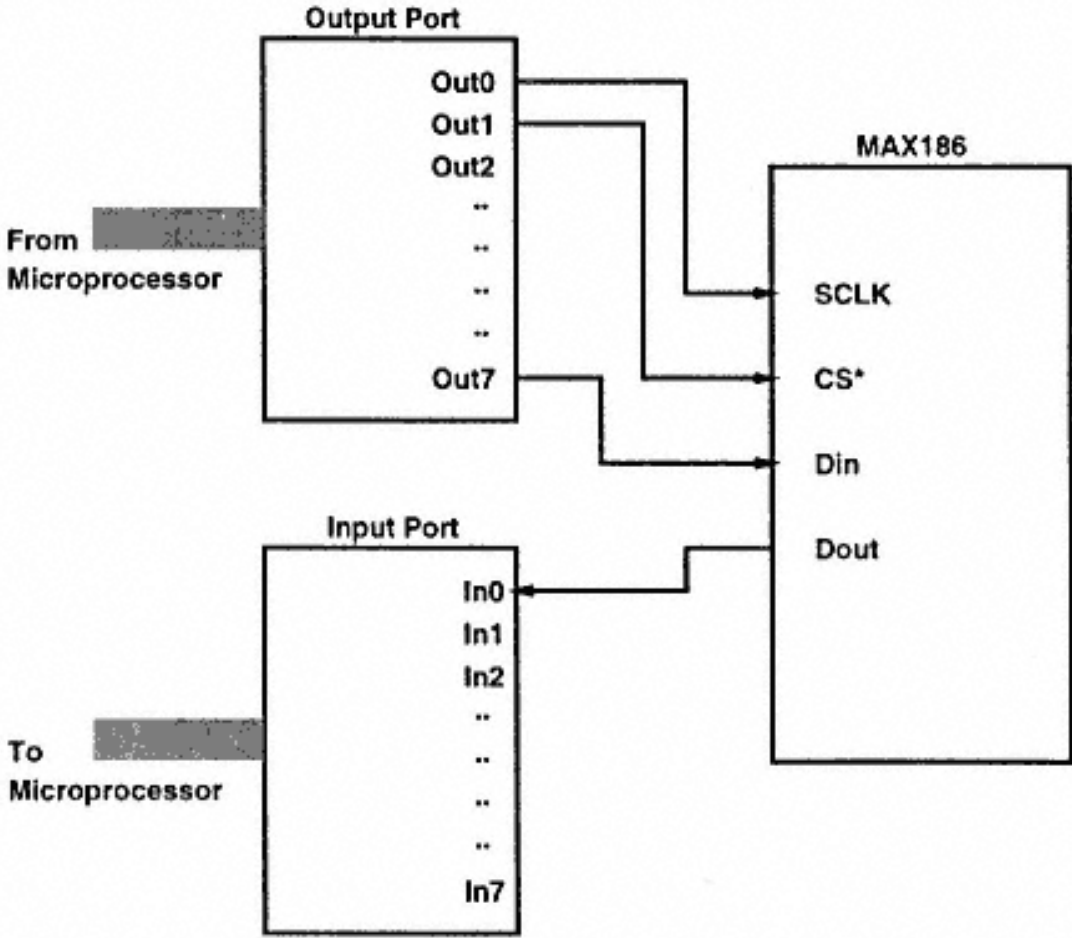 Output Port
Out0
Out1
Out2
..
..
..
..
Out7
From
Microprocessor
MAX186
SCLK
CS*
Din
Dout
Input Port
In0
In1
In2
..
..
..
..
In7
To
Microprocessor